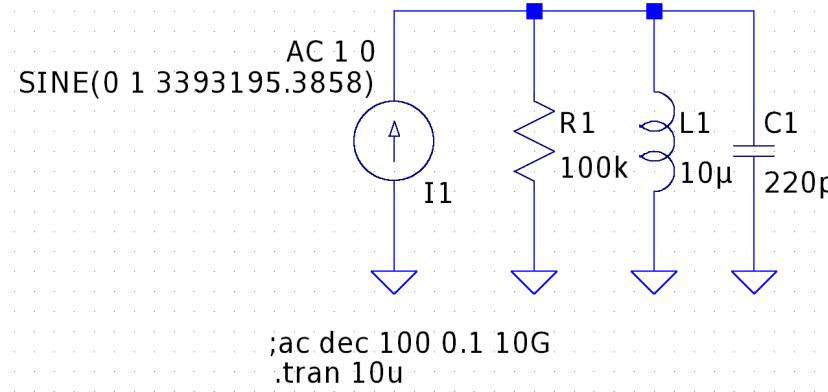 AC 1 0
SINE(0 1 3393195.3858)
I1
R1
100k
L1
10µ
C1
220p
;ac dec 100 0.1 10G
.tran 10u